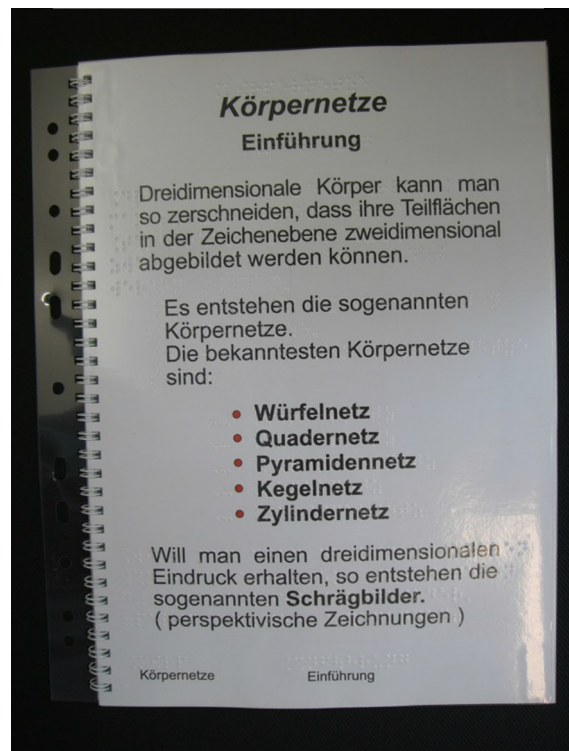 Körpernetze
Einführung
Dreidimensionale Körper kann man
so zerschneiden, dass ihre Teilflächen
in der Zeichenebene zweidimensional
abgebildet werden können.
Es entstehen die sogenannten
Körpernetze.
Die bekanntesten Körpernetze
sind:
• Würfelnetz
• Quadernetz
• Pyramidennetz
• Kegelnetz
• Zylindernetz
Will man einen dreidimensionalen
Eindruck erhalten, so entstehen die
sogenannten Schrägbilder.
( perspektivische Zeichnungen )
Körpernetze Einführung